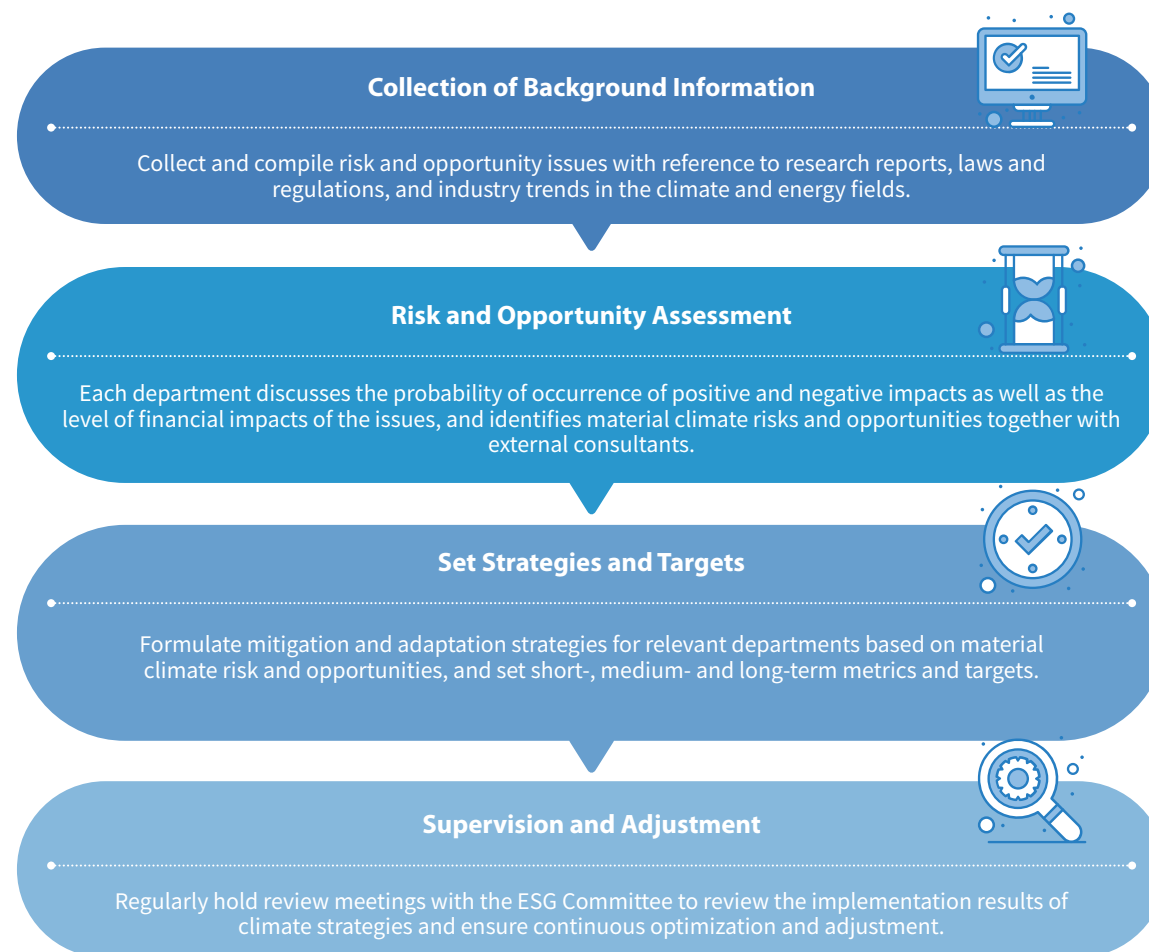 Collection of Background Information
Collect and compile risk and opportunity issues with reference to research reports, laws and
regulations, and industry trends in the climate and energy fields.
Risk and Opportunity Assessment
Each department discusses the probability of occurrence of positive and negative impacts as well as the
level of financial impacts of the issues, and identifies material climate risks and opportunities together with
external consultants.
Set Strategies and Targets
Formulate mitigation and adaptation strategies for relevant departments based on material
climate risk and opportunities, and set short-, medium- and long-term metrics and targets.
Supervision and Adjustment
Regularly hold review meetings with the ESG Committee to review the implementation results of
climate strategies and ensure continuous optimization and adjustment.